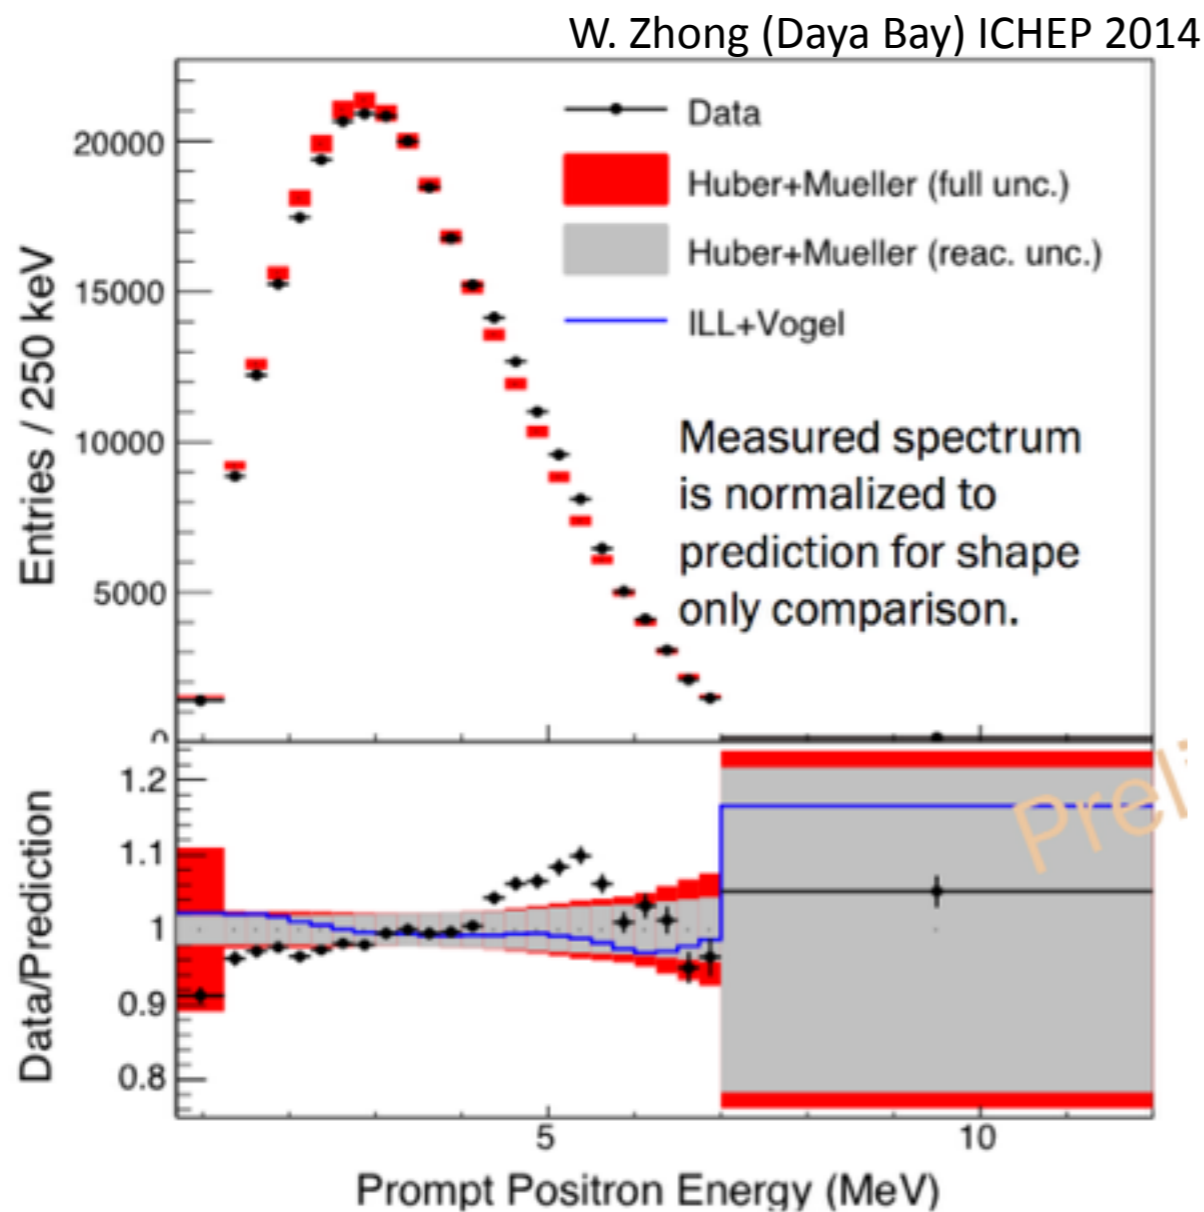 W. Zhong (Daya Bay) ICHEP 2014
Data
Huber+Mueller (full unc.)
Huber+Mueller (reac. unc.)
ILL+Vogel
Measured spectrum
is normalized to
prediction for shape
only comparison.
Entries / 250 keV
20000
15000
10000
5000
0
Data/Prediction
1.2
1.1
1
0.9
0.8
Preli
5
10
Prompt Positron Energy (MeV)